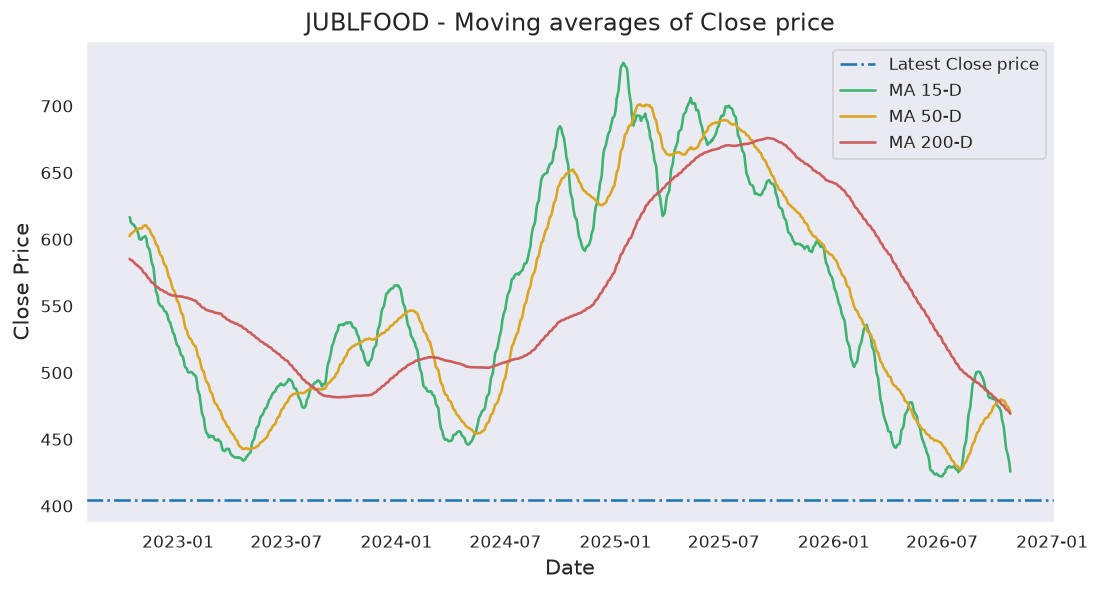 JUBLFOOD - Moving averages of Close price
Latest Close price
MA 15-D
MA 50-D
MA 200-D
Close Price
700
650
600
550
500
450
400
2023-01 2023-07 2024-01 2024-07 2025-01 2025-07 2026-01 2026-07 2027-01
Date